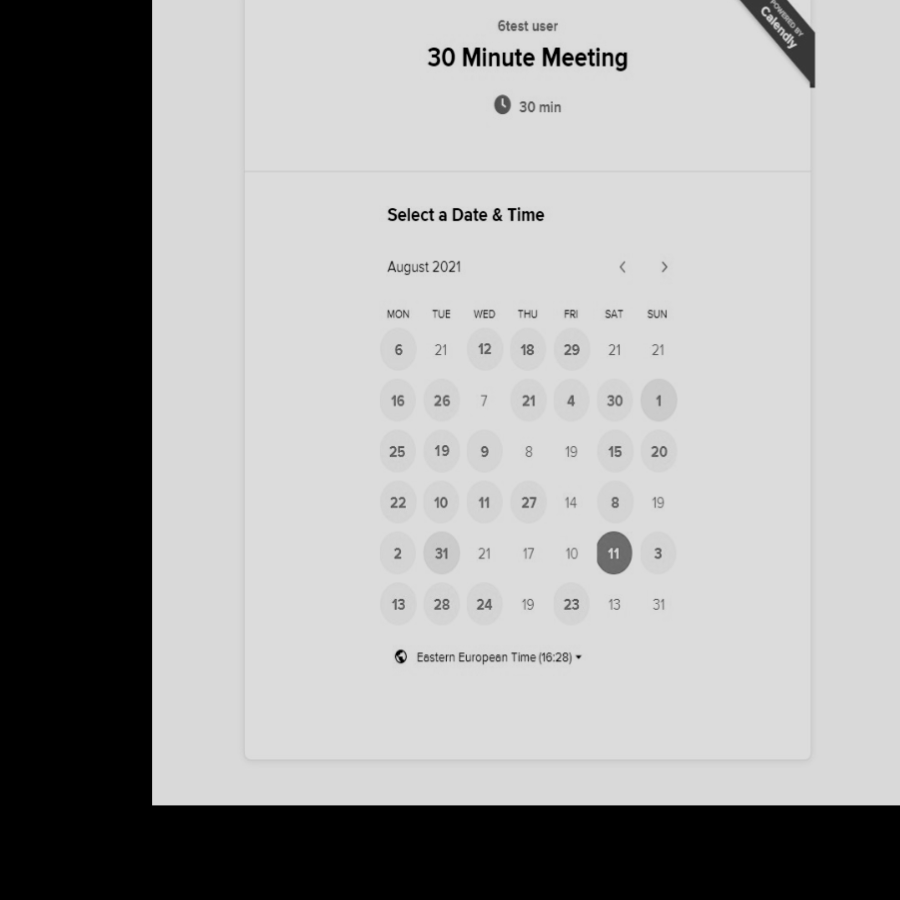 6test user
POWERED BY
Calendly
30 Minute Meeting
30 min
Select a Date & Time
August 2021
MON TUE WED THU FRI SAT SUN
6 21 12 18 29 21 21
16 26 7 21 4 30 1
25 19 9 8 19 15 20
22 10 11 27 14 8 19
2 31 21 17 10 11 3
13 28 24 19 23 13 31
Eastern European Time (16:28)